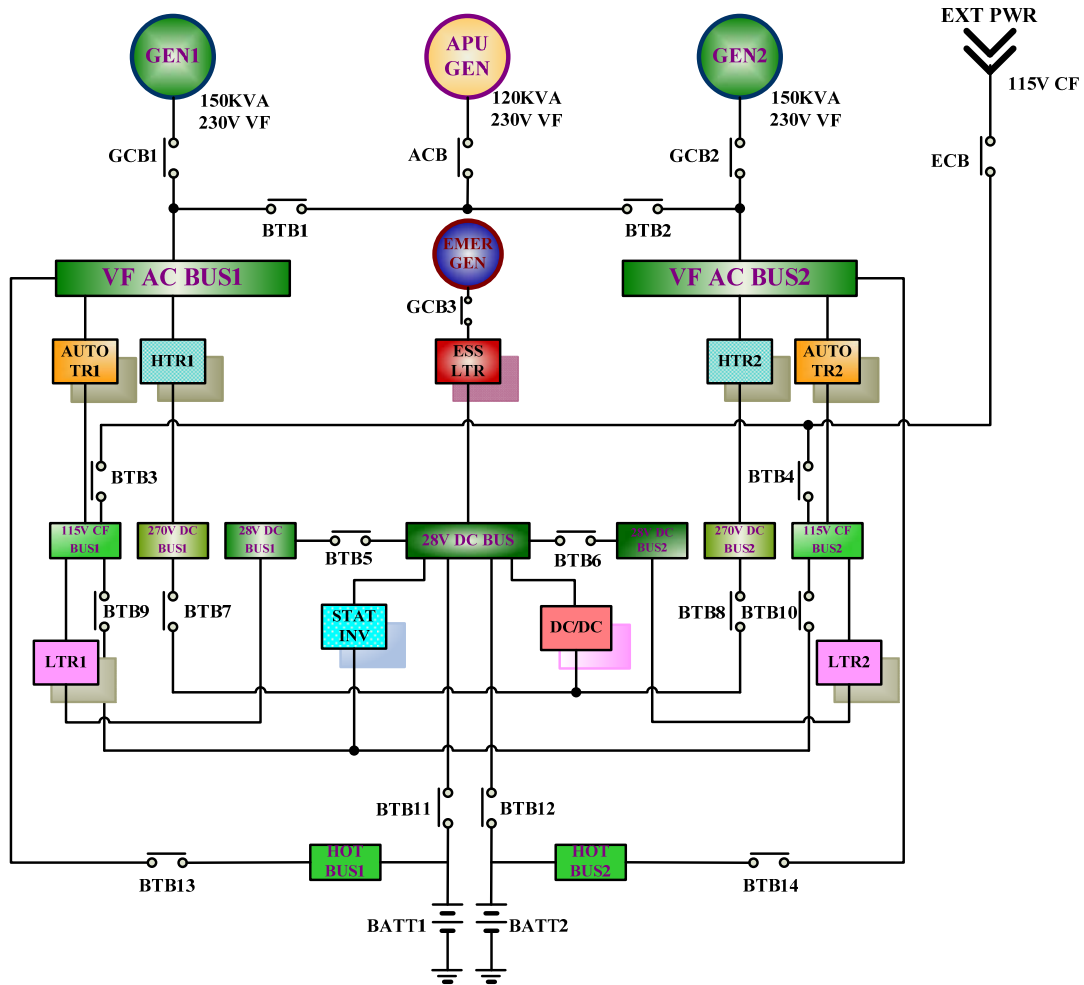 EXT PWR
GEN1
APU
GEN
GEN2
115V CF
150KVA
230V VF
120KVA
230V VF
150KVA
230V VF
GCB1
ACB
GCB2
ECB
BTB1
BTB2
EMER
GEN
VF AC BUS1
VF AC BUS2
GCB3
AUTO
TR1
HTR1
ESS
LTR
HTR2
AUTO
TR2
BTB3
BTB4
115V CF
BUS1
270V DC
BUS1
28V DC
BUS1
BTB5
28V DC BUS
BTB6
28V DC
BUS2
270V DC
BUS2
115V CF
BUS2
BTB9
BTB7
STAT
INV
DC/DC
BTB8
BTB10
LTR1
LTR2
BTB11
BTB12
HOT
BUS1
HOT
BUS2
BTB13
BTB14
BATT1
BATT2